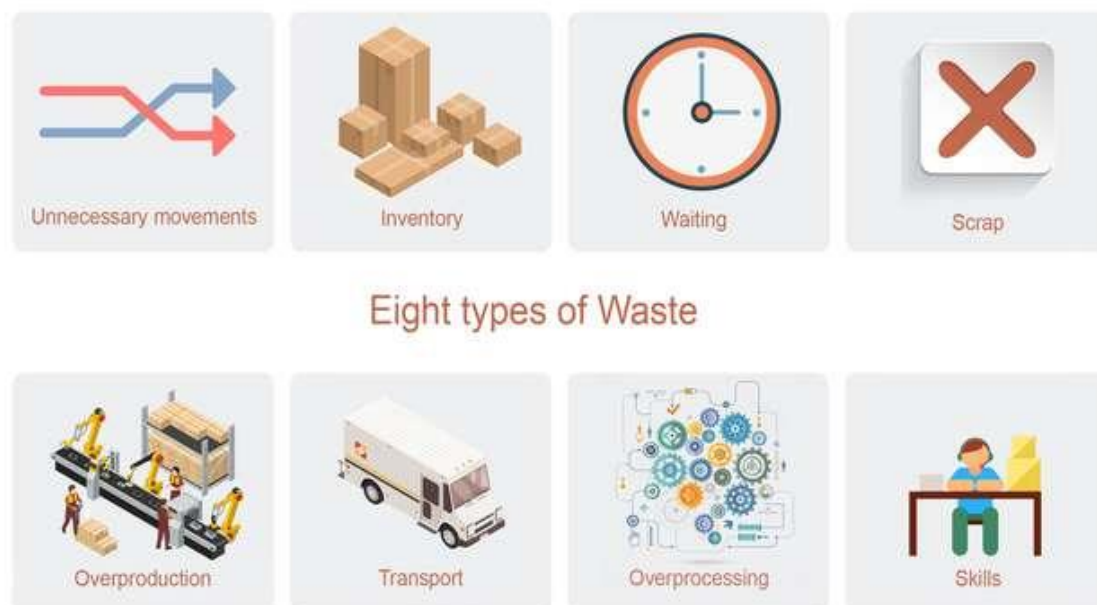 Unnecessary movements
Inventory
Waiting
Scrap
Eight types of Waste
Overproduction
Transport
Overprocessing
Skills